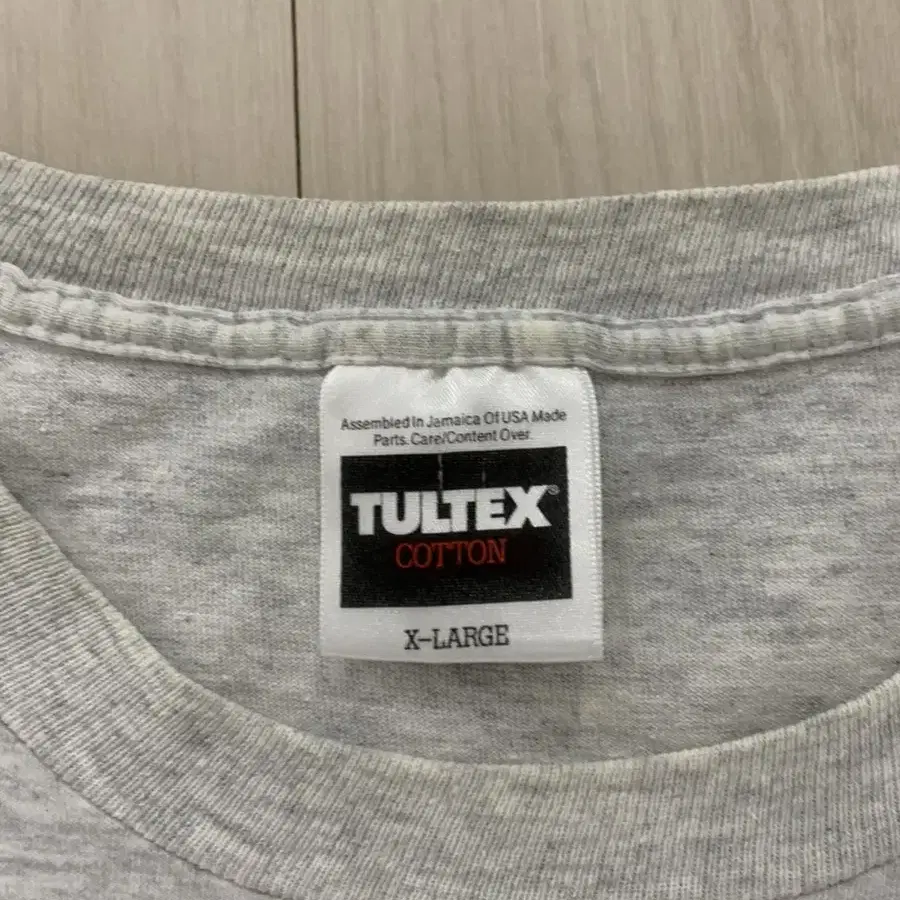 Assembled In Jamaica Of USA Made
Parts. Care/Content Over.
TULTEX®
COTTON
X-LARGE